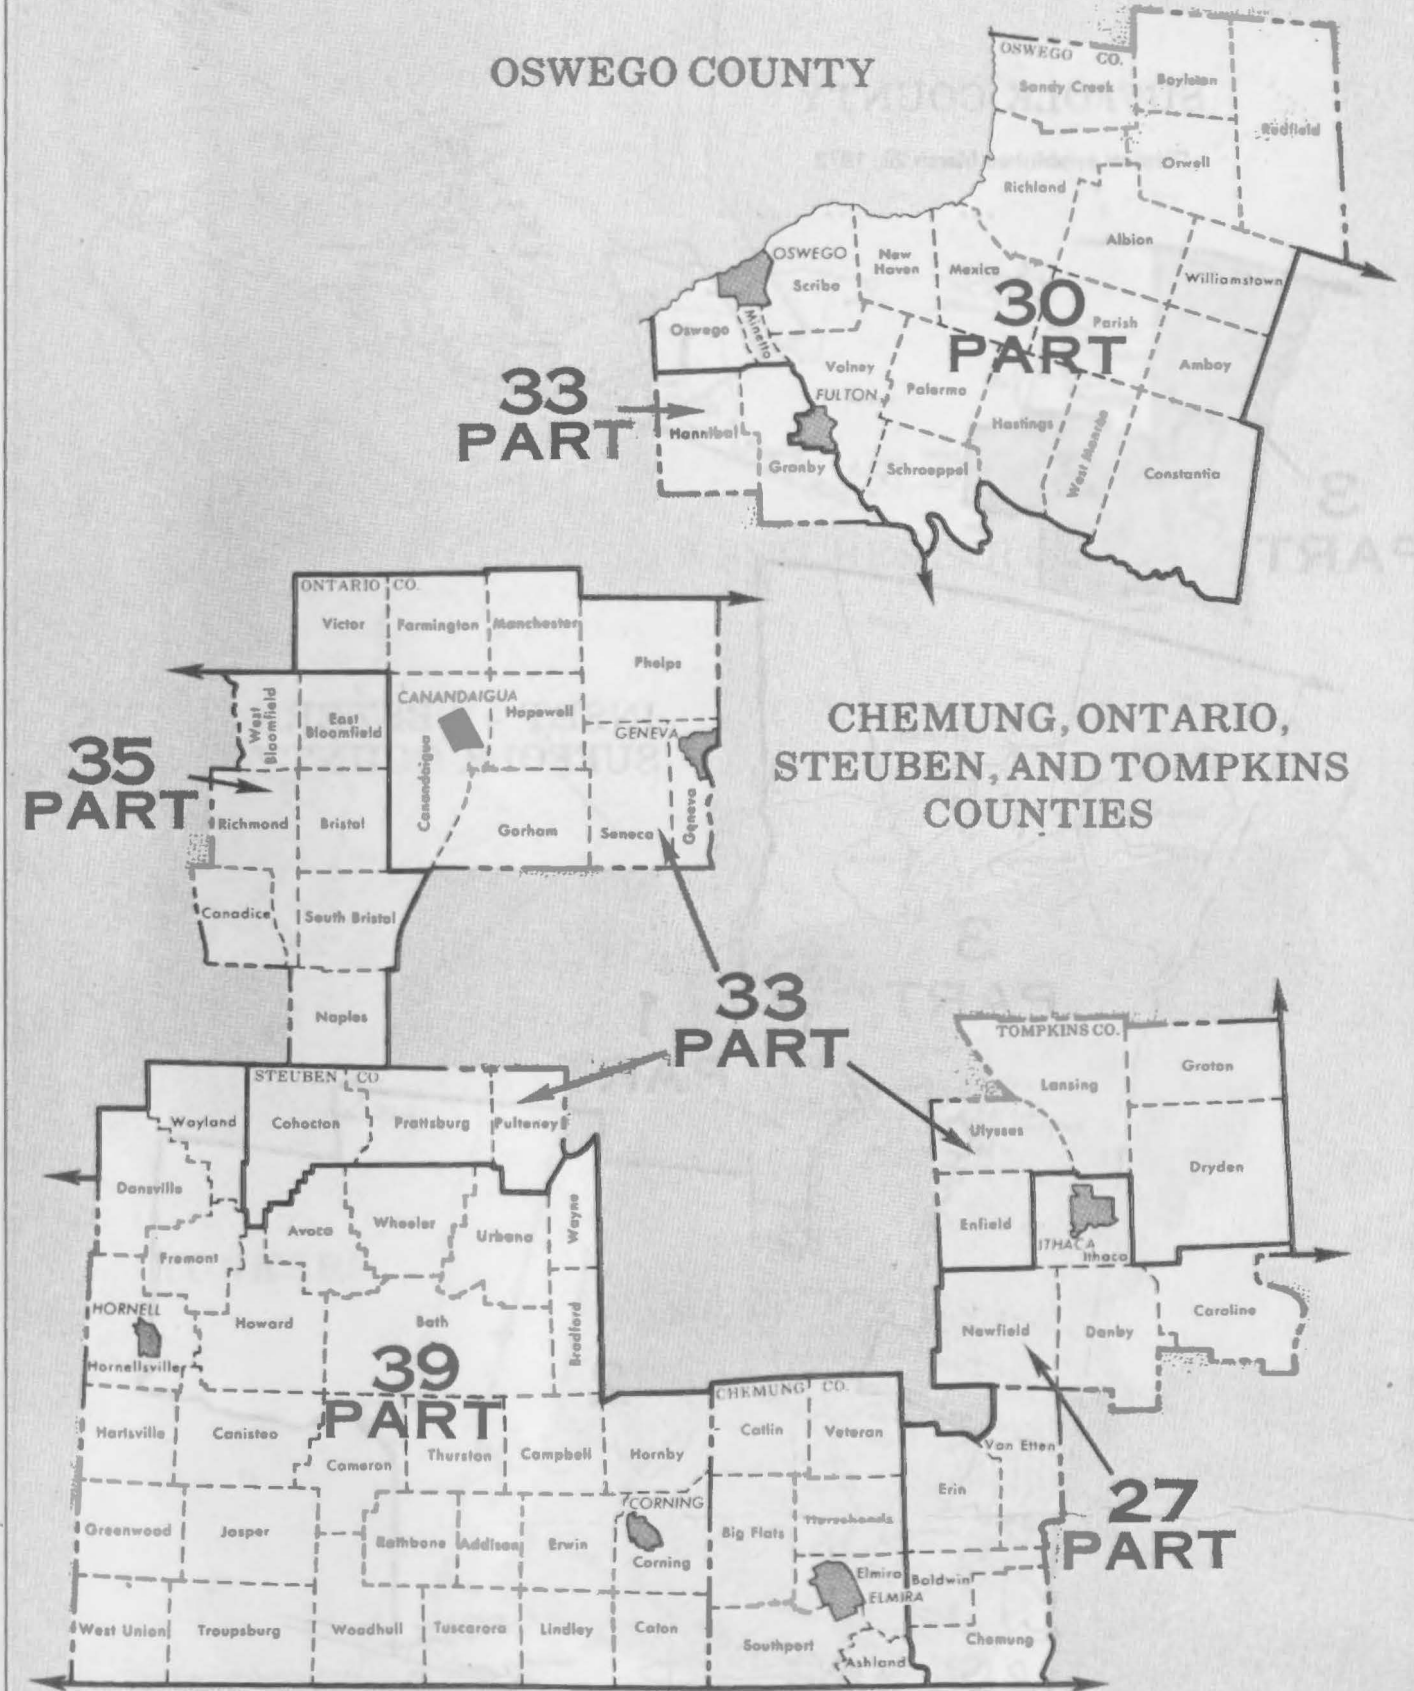 OSWEGO COUNTY
OSWEGO CO.
Sandy Creek
Boylston
Redfield
Orwell
Richland
Albion
Williamstown
OSWEGO
Scriba
New
Haven
Mexico
30
PART
Parish
Amboy
Oswego
Minetto
Volney
FULTON
Palermo
Hastings
West Monroe
Constantia
33
PART
Hannibal
Granby
Schroeppel
ONTARIO CO.
Victor
Farmington
Manchester
Phelps
CANANDAIGUA
Hopewell
GENEVA
West
Bloomfield
East
Bloomfield
Canandaigua
35
PART
Richmond
Bristol
Gorham
Seneca
Geneva
Canadice
South Bristol
Naples
CHEMUNG, ONTARIO,
STEUBEN, AND TOMPKINS
COUNTIES
33
PART
TOMPKINS CO.
Lansing
Groton
Ulysses
Dryden
Enfield
ITHACA
Ithaca
Newfield
Danby
Caroline
STEUBEN CO
Wayland
Cohocton
Prattsburg
Pulteney
Dansville
Avoca
Wheeler
Urbana
Wayne
Fremont
HORNELL
Hornellsville
Howard
Bath
Bradford
39
PART
Hartsville
Canisteo
Cameron
Thurston
Campbell
Hornby
CORNING
Corning
Greenwood
Jasper
Rathbone
Addison
Erwin
West Union
Troupsburg
Woodhull
Tuscarora
Lindley
Caton
CHEMUNG CO.
Catlin
Veteran
Van Etten
Erin
Big Flats
Horseheads
Elmira
ELMIRA
Baldwin
Southport
Ashland
Chemung
27
PART